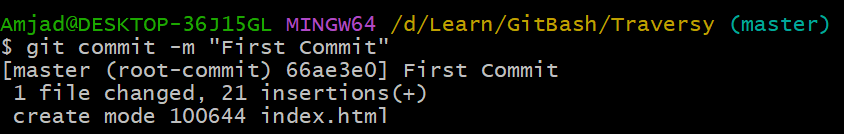 Amjad@DESKTOP-36J15GL MINGW64 /d/Learn/GitBash/Traversy (master)
$ git commit -m "First Commit"
[master (root-commit) 66ae3e0] First Commit
 1 file changed, 21 insertions(+)
 create mode 100644 index.html